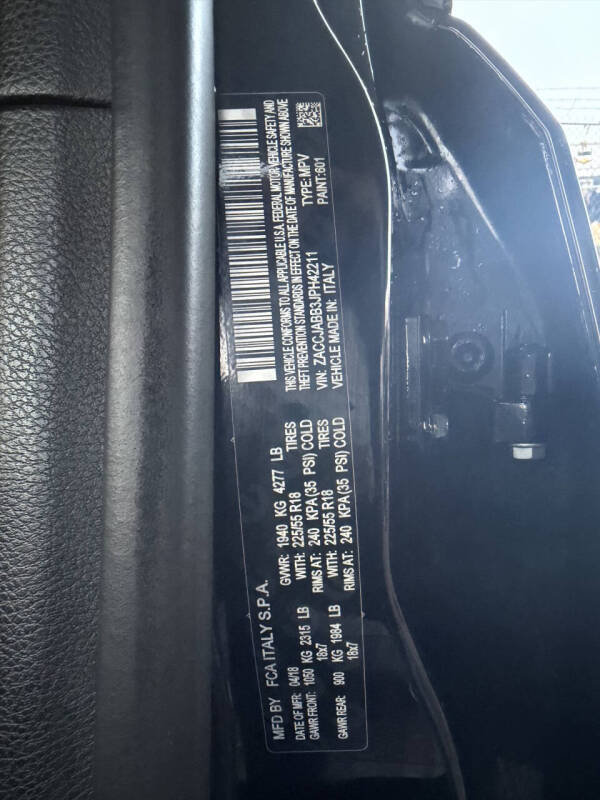 MFD BY FCA ITALY S.P.A.
DATE OF MFR: 04/18 GVWR: 1940 KG 4277 LB
GAWR FRONT: 1050 KG 2315 LB WITH: 225/55 R18 TIRES
18x7 RIMS AT: 240 KPA(35 PSI) COLD
GAWR REAR: 900 KG 1984 LB WITH: 225/55 R18 TIRES
18x7 RIMS AT: 240 KPA(35 PSI) COLD
THIS VEHICLE CONFORMS TO ALL APPLICABLE U.S.A. FEDERAL MOTOR VEHICLE SAFETY AND
THEFT PREVENTION STANDARDS IN EFFECT ON THE DATE OF MANUFACTURE SHOWN ABOVE
VIN: ZACCJABB3JPH42211 TYPE: MPV
VEHICLE MADE IN: ITALY PAINT:601